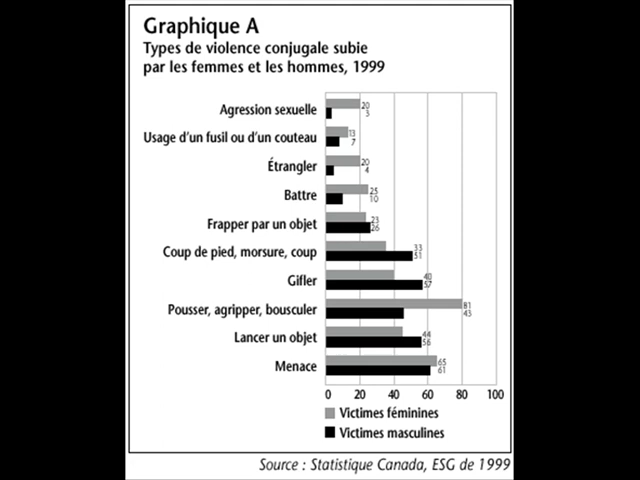 Graphique A
Types de violence conjugale subie
par les femmes et les hommes, 1999
Agression sexuelle 20
3
Usage d'un fusil ou d'un couteau 13
7
Étrangler 20
4
Battre 25
10
Frapper par un objet 23
26
Coup de pied, morsure, coup 33
51
Gifler 40
57
Pousser, agripper, bousculer 81
43
Lancer un objet 44
56
Menace 65
61
0 20 40 60 80 100
Victimes féminines
Victimes masculines
Source : Statistique Canada, ESG de 1999